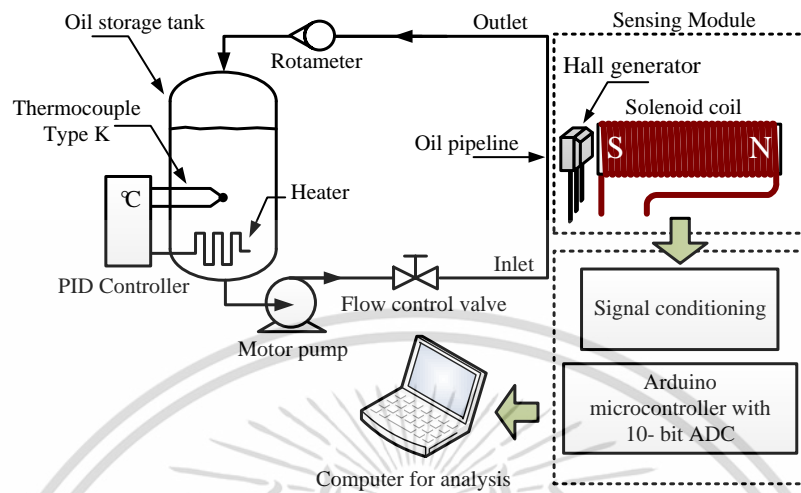 Oil storage tank
Outlet
Sensing Module
Rotameter
Hall generator
Thermocouple
Type K
Solenoid coil
Oil pipeline
S
N
°C
Heater
PID Controller
Inlet
Flow control valve
Motor pump
Signal conditioning
Arduino
microcontroller with
10- bit ADC
Computer for analysis